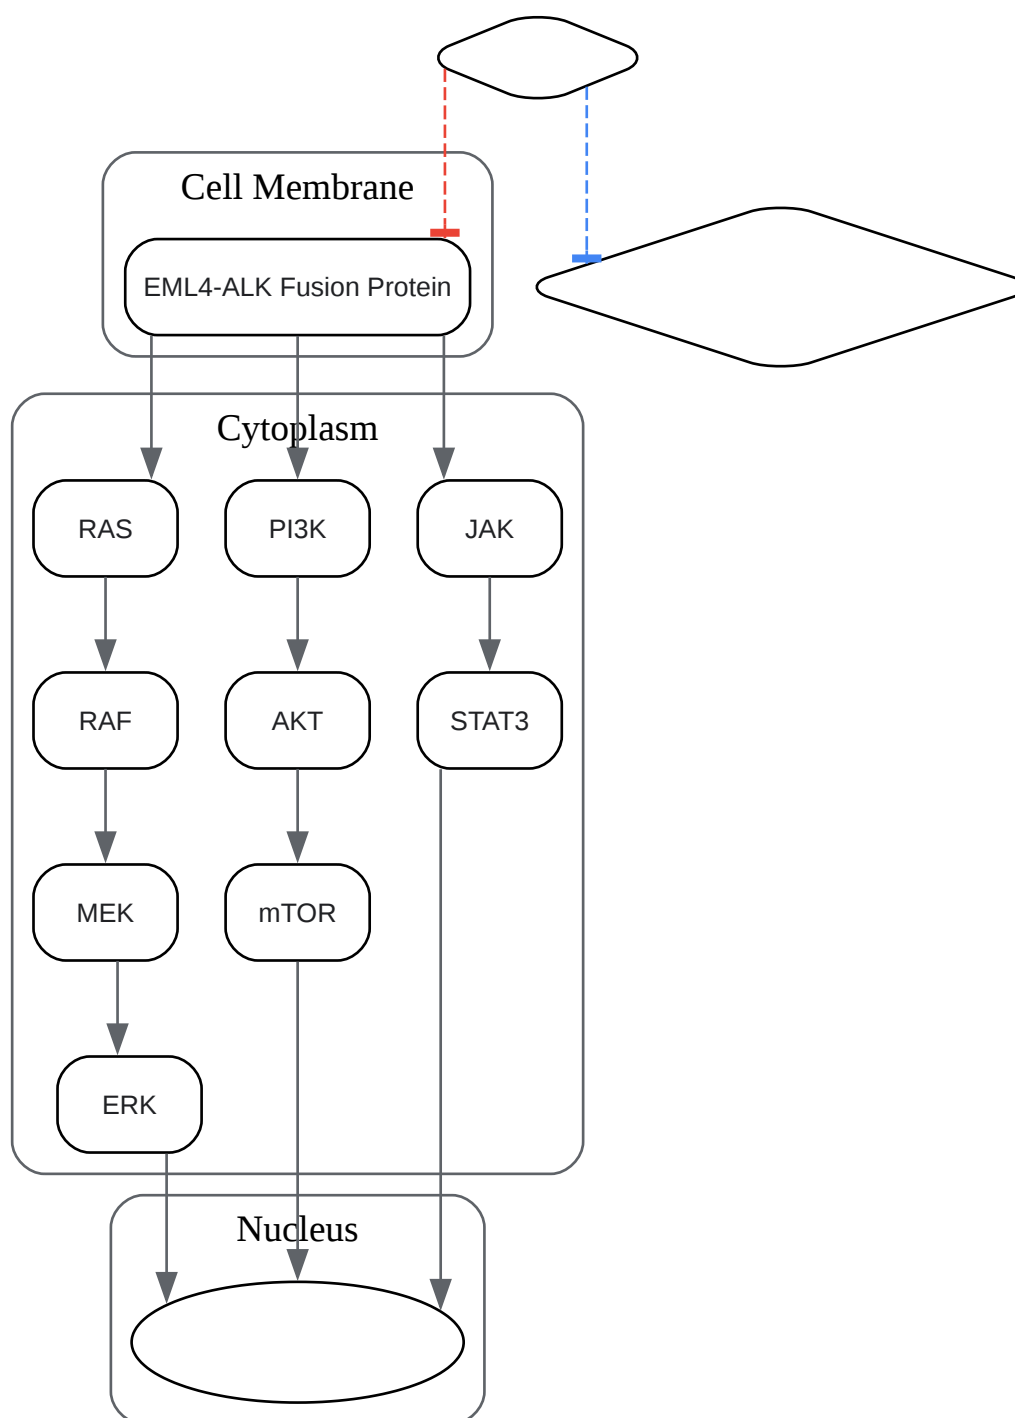 Cell Membrane
EML4-ALK Fusion Protein
Cytoplasm
RAS
PI3K
JAK
RAF
AKT
STAT3
MEK
mTOR
ERK
Nucleus